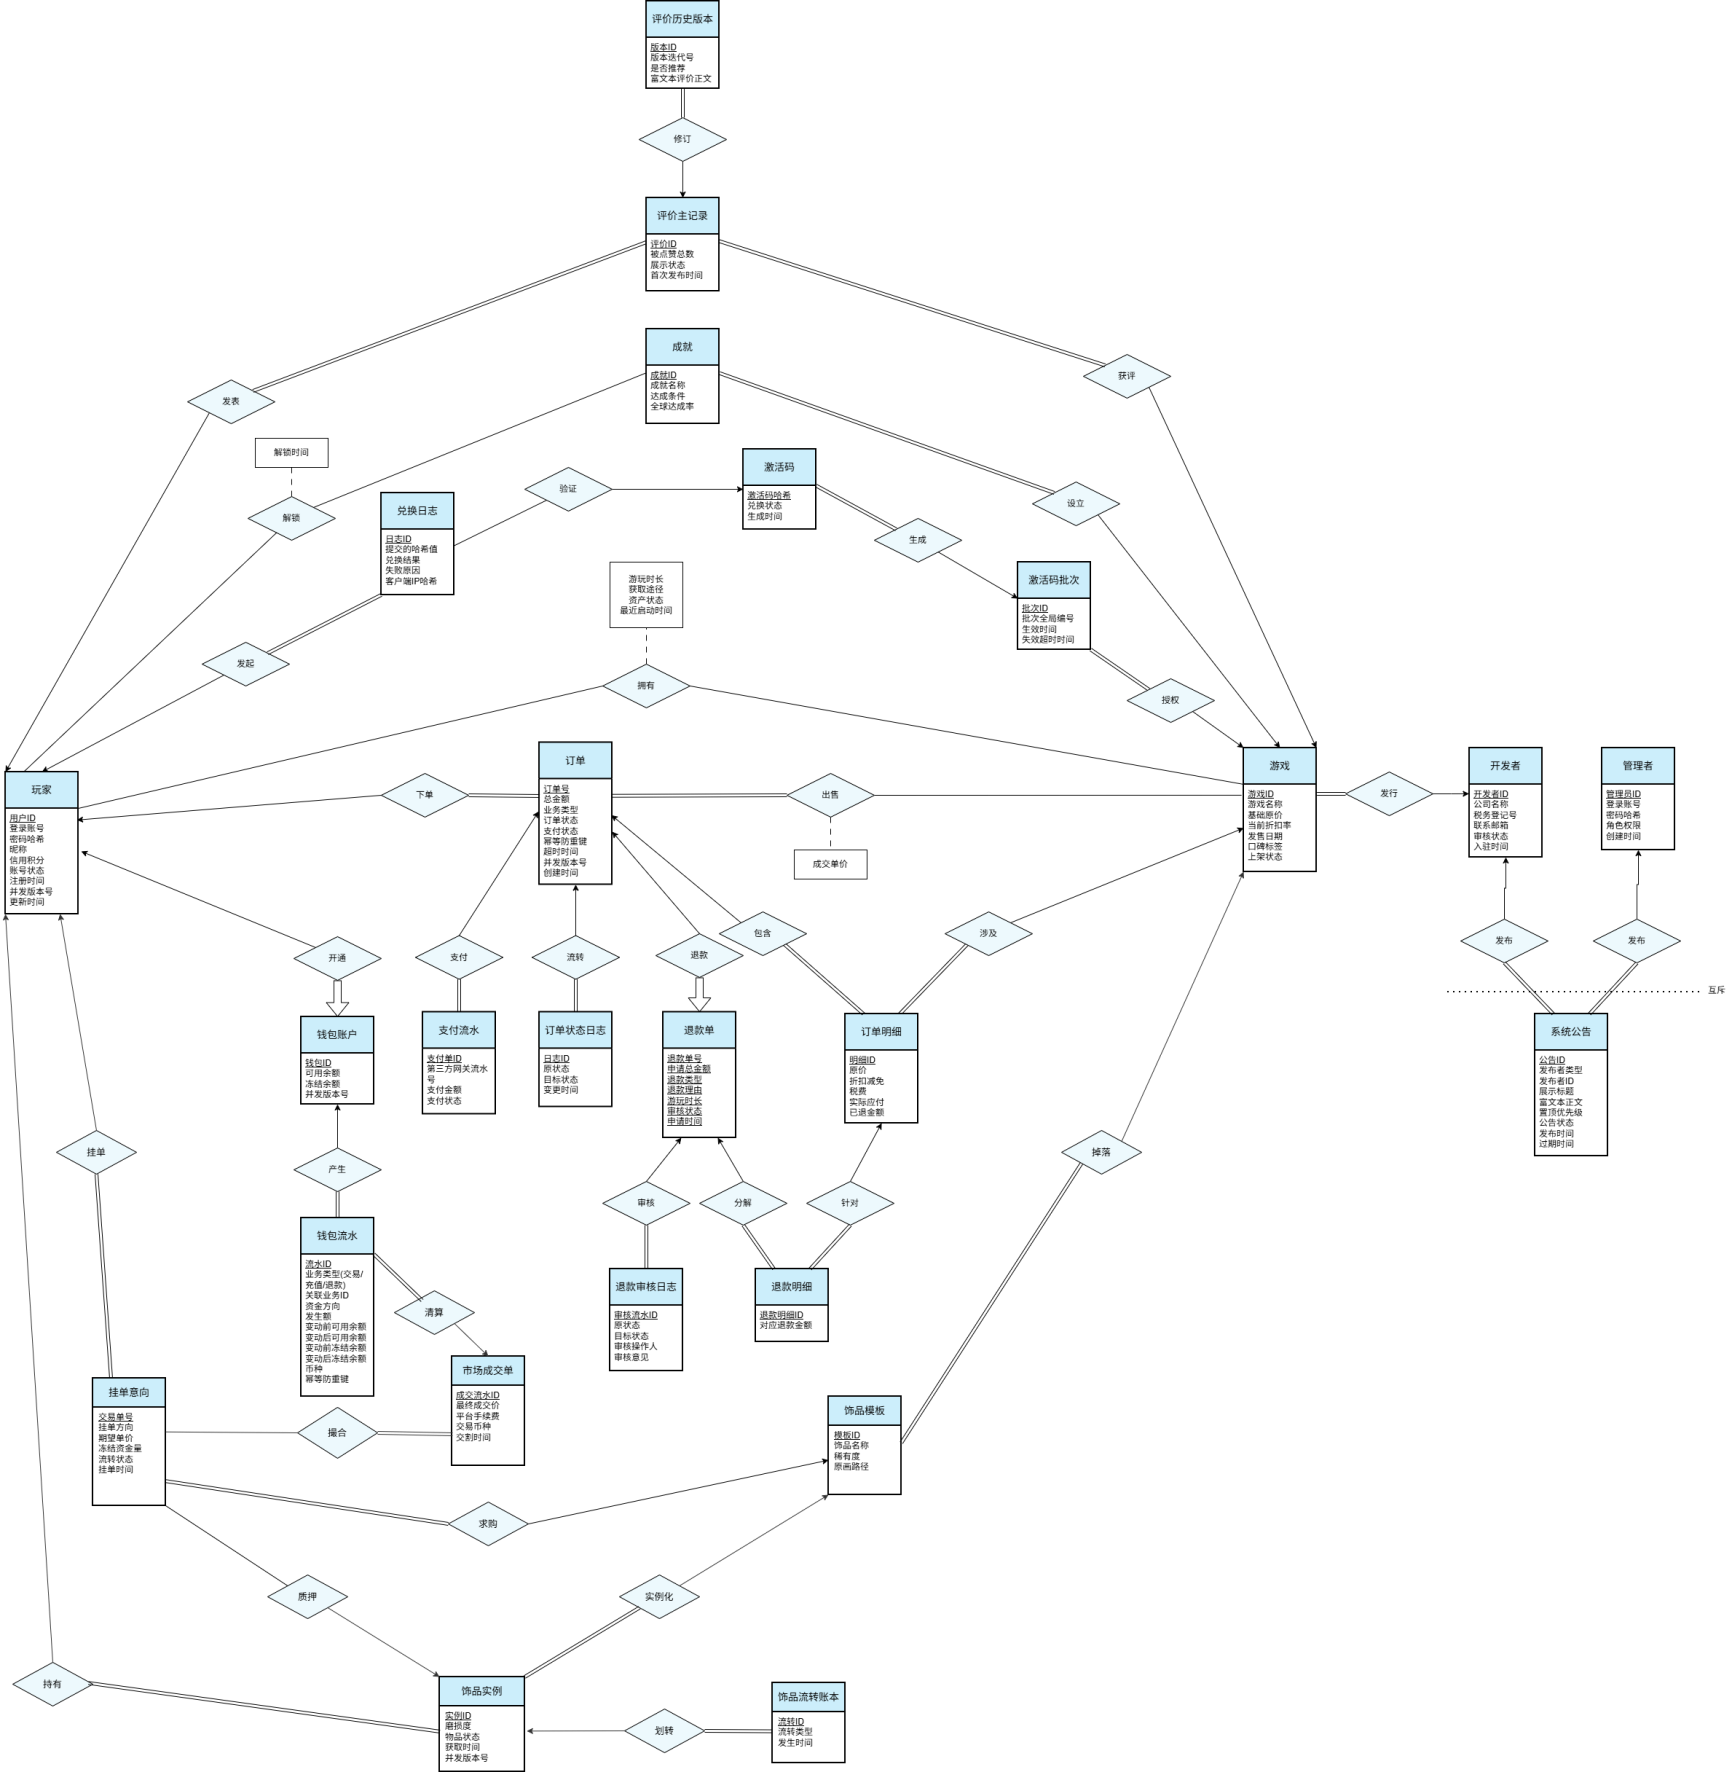 评价历史版本
版本ID
版本迭代号
是否推荐
富文本评价正文
修订
评价主记录
评价ID
被点赞总数
展示状态
首次发布时间
成就
成就ID
成就名称
达成条件
全球达成率
发表
获评
解锁时间
解锁
兑换日志
日志ID
提交的哈希值
兑换结果
失败原因
客户端IP哈希
验证
激活码
激活码哈希
兑换状态
生成时间
设立
生成
激活码批次
批次ID
批次全局编号
生效时间
失效超时时间
游玩时长
获取途径
资产状态
最近启动时间
发起
拥有
授权
玩家
用户ID
登录账号
密码哈希
昵称
信用积分
账号状态
注册时间
并发版本号
更新时间
下单
订单
订单号
总金额
业务类型
订单状态
支付状态
幂等防重键
超时时间
并发版本号
创建时间
出售
成交单价
游戏
游戏ID
游戏名称
基础原价
当前折扣率
发售日期
口碑标签
上架状态
发行
开发者
开发者ID
公司名称
税务登记号
联系邮箱
审核状态
入驻时间
管理者
管理员ID
登录账号
密码哈希
角色权限
创建时间
开通
支付
流转
退款
包含
涉及
发布
发布
互斥
钱包账户
钱包ID
可用余额
冻结余额
并发版本号
支付流水
支付单ID
第三方网关流水
号
支付金额
支付状态
订单状态日志
日志ID
原状态
目标状态
变更时间
退款单
退款单号
申请总金额
退款类型
退款理由
游玩时长
审核状态
申请时间
订单明细
明细ID
原价
折扣减免
税费
实际应付
已退金额
系统公告
公告ID
发布者类型
发布者ID
展示标题
富文本正文
置顶优先级
公告状态
发布时间
过期时间
挂单
产生
审核
分解
针对
掉落
钱包流水
流水ID
业务类型(交易/
充值/退款)
关联业务ID
资金方向
发生额
变动前可用余额
变动后可用余额
变动前冻结余额
变动后冻结余额
币种
幂等防重键
清算
退款审核日志
审核流水ID
原状态
目标状态
审核操作人
审核意见
退款明细
退款明细ID
对应退款金额
市场成交单
成交流水ID
最终成交价
平台手续费
交易币种
交割时间
挂单意向
交易单号
挂单方向
期望单价
冻结资金量
流转状态
挂单时间
撮合
饰品模板
模板ID
饰品名称
稀有度
原画路径
求购
质押
实例化
持有
饰品实例
实例ID
磨损度
物品状态
获取时间
并发版本号
划转
饰品流转账本
流转ID
流转类型
发生时间